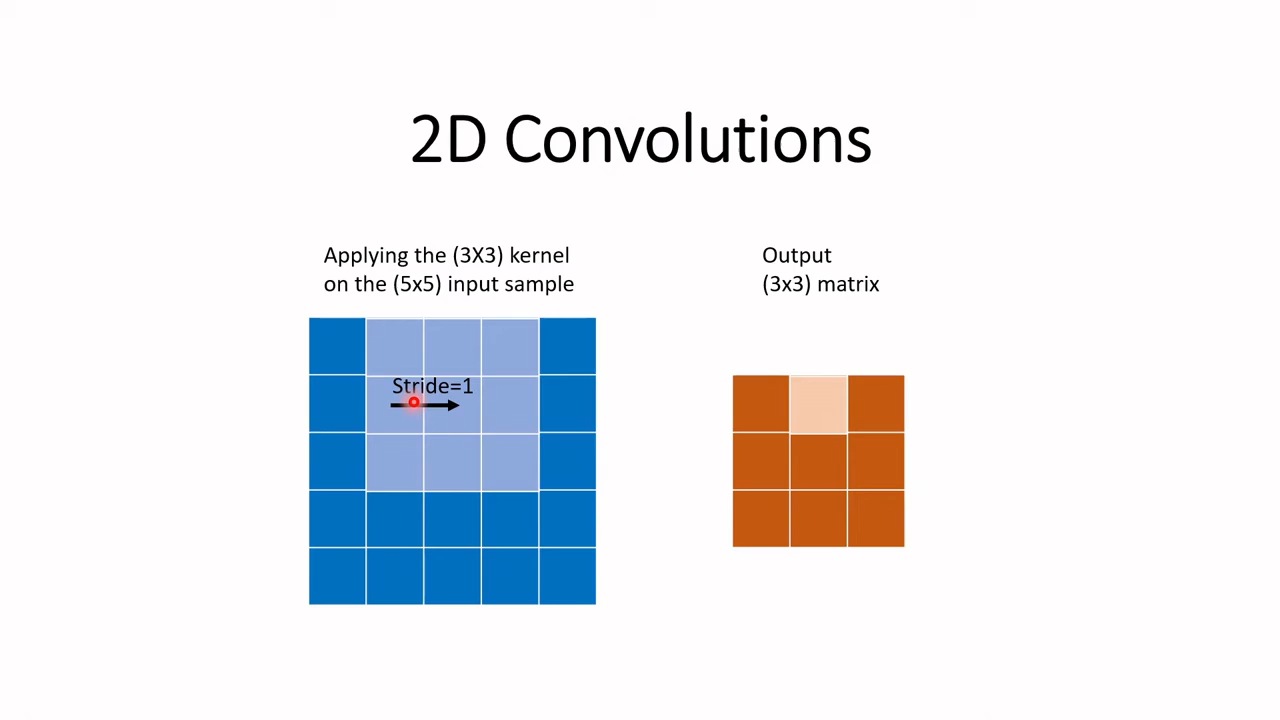 2D Convolutions
Applying the (3X3) kernel
on the (5x5) input sample
Output
(3x3) matrix
Stride=1